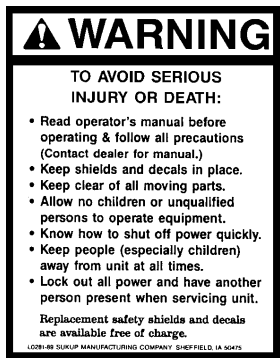 WARNING
TO AVOID SERIOUS
INJURY OR DEATH:
• Read operator's manual before
operating & follow all precautions
(Contact dealer for manual.)
• Keep shields and decals in place.
• Keep clear of all moving parts.
• Allow no children or unqualified
persons to operate equipment.
• Know how to shut off power quickly.
• Keep people (especially children)
away from unit at all times.
• Lock out all power and have another
person present when servicing unit.
Replacement safety shields and decals
are available free of charge.
L0281-89 SUKUP MANUFACTURING COMPANY SHEFFIELD, IA 50475